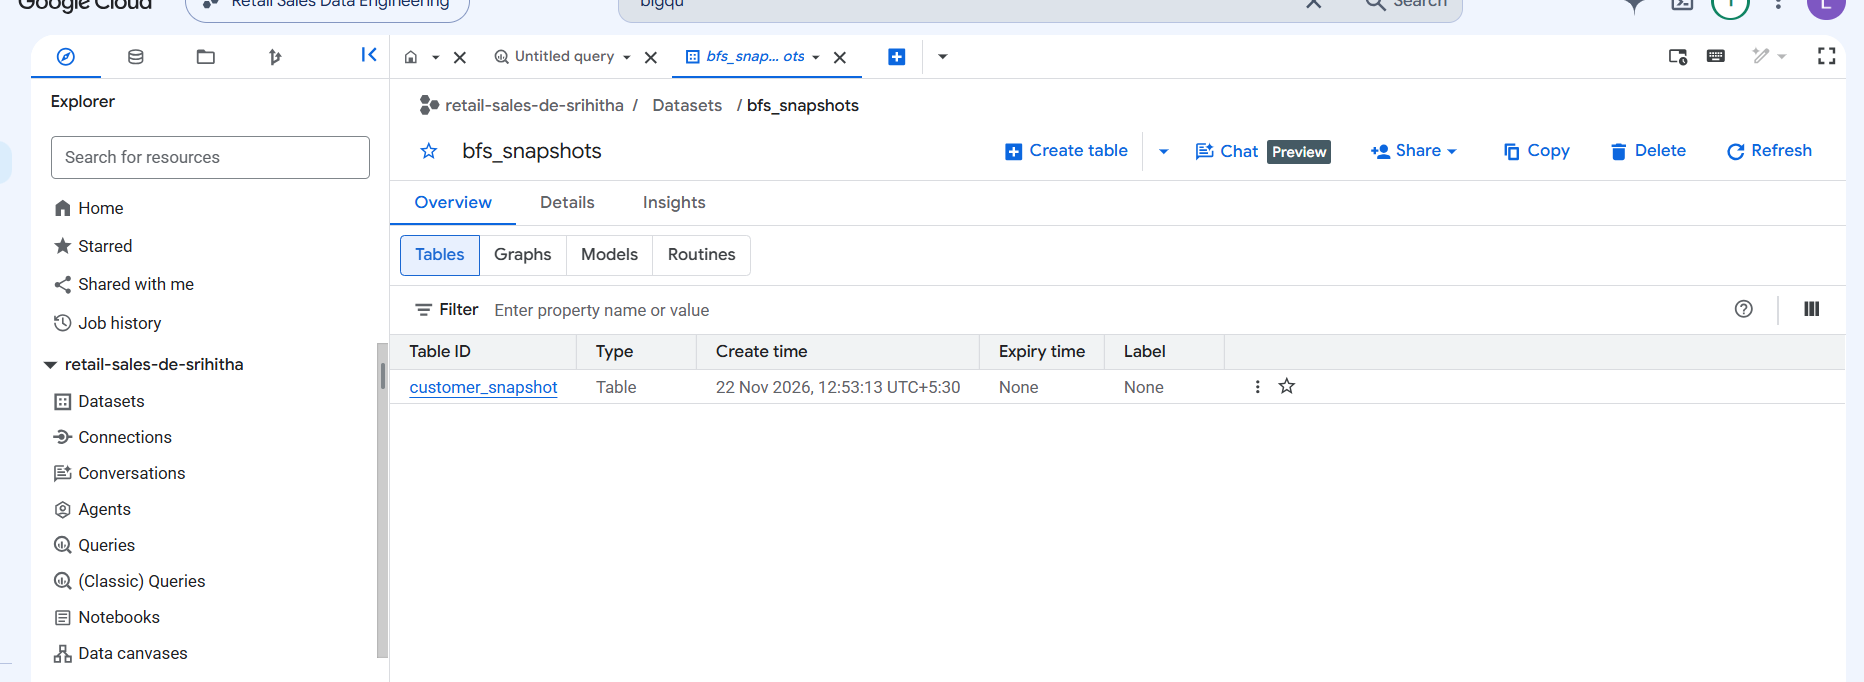 Google Cloud
Retail Sales Data Engineering
bigqu
Search
Untitled query
bfs_snap... ots
Explorer
Search for resources
Home
Starred
Shared with me
Job history
retail-sales-de-srihitha
Datasets
Connections
Conversations
Agents
Queries
(Classic) Queries
Notebooks
Data canvases
retail-sales-de-srihitha / Datasets / bfs_snapshots
bfs_snapshots
Create table
Chat Preview
Share
Copy
Delete
Refresh
Overview Details Insights
Tables Graphs Models Routines
Filter Enter property name or value
Table ID Type Create time Expiry time Label
customer_snapshot Table 22 Nov 2026, 12:53:13 UTC+5:30 None None